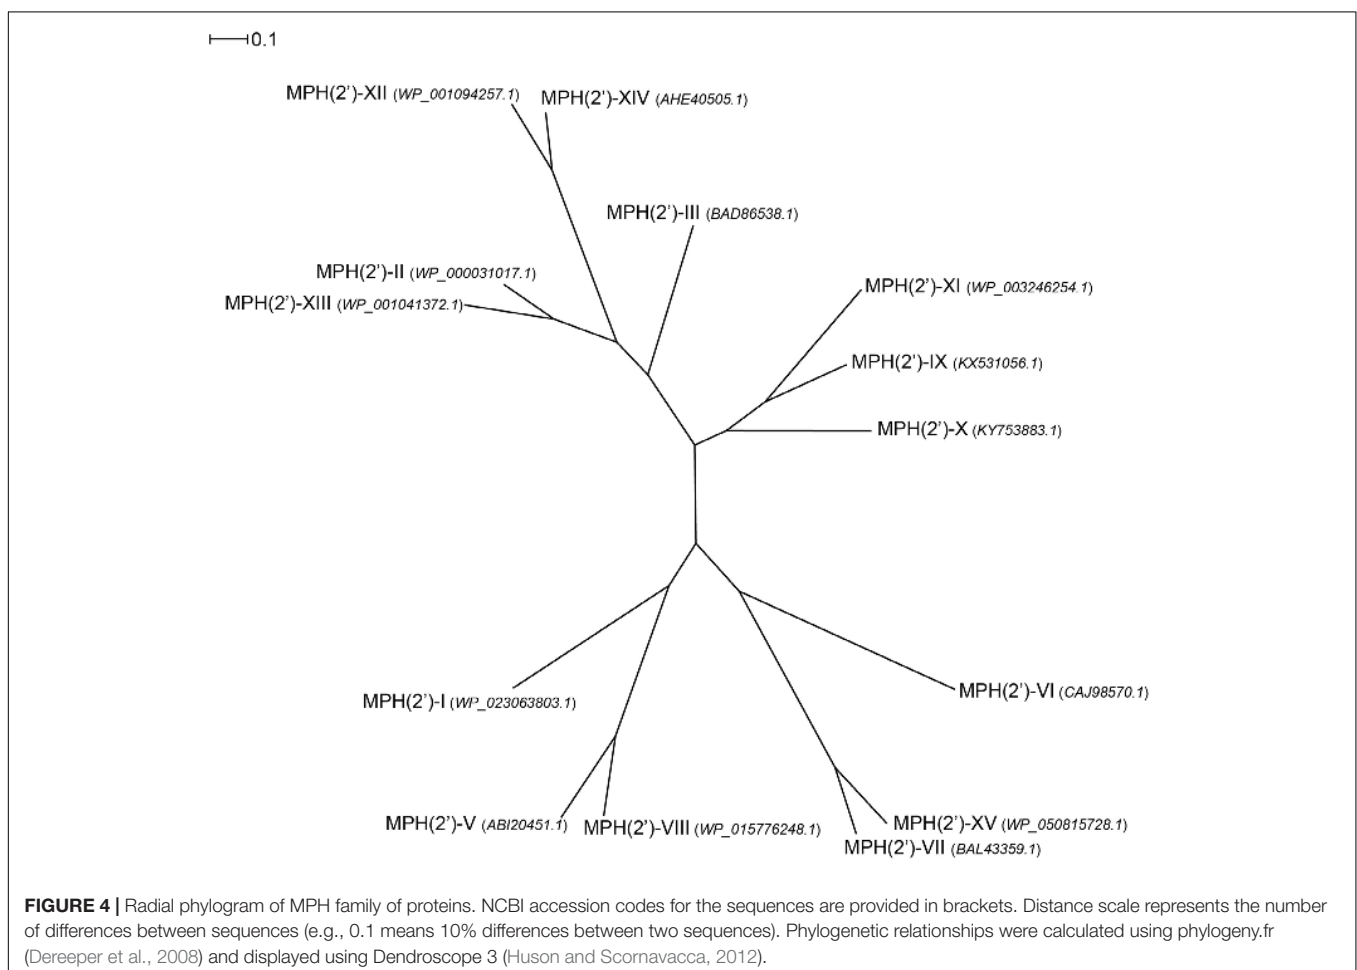 0.1
MPH(2')-XII (WP_001094257.1)
MPH(2')-XIV (AHE40505.1)
MPH(2')-III (BAD86538.1)
MPH(2')-II (WP_000031017.1)
MPH(2')-XIII (WP_001041372.1)
MPH(2')-XI (WP_003246254.1)
MPH(2')-IX (KX531056.1)
MPH(2')-X (KY753883.1)
MPH(2')-I (WP_023063803.1)
MPH(2')-VI (CAJ98570.1)
MPH(2')-V (ABI20451.1)
MPH(2')-VIII (WP_015776248.1)
MPH(2')-XV (WP_050815728.1)
MPH(2')-VII (BAL43359.1)
FIGURE 4 | Radial phylogram of MPH family of proteins. NCBI accession codes for the sequences are provided in brackets. Distance scale represents the number
of differences between sequences (e.g., 0.1 means 10% differences between two sequences). Phylogenetic relationships were calculated using phylogeny.fr
(Dereeper et al., 2008) and displayed using Dendroscope 3 (Huson and Scornavacca, 2012).